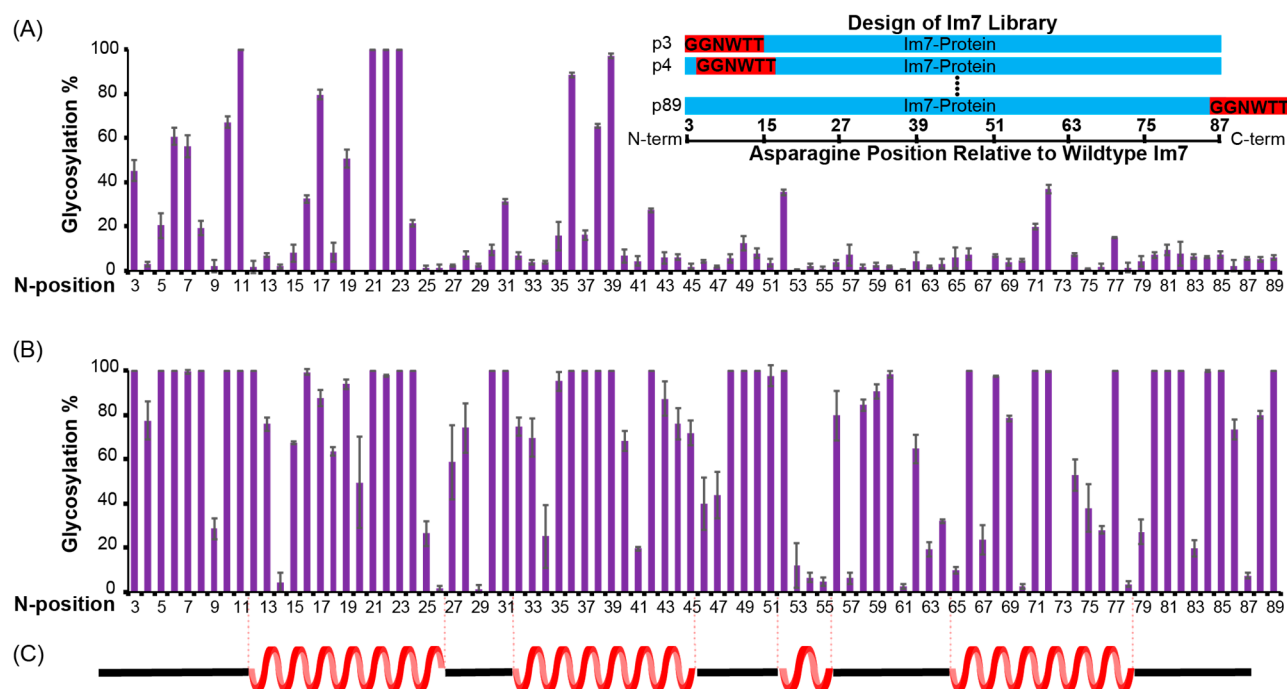 (A)
Design of Im7 Library
p3 GGNWTT Im7-Protein
p4 GGNWTT Im7-Protein
p89 Im7-Protein GGNWTT
3 15 27 39 51 63 75 87
N-term C-term
Asparagine Position Relative to Wildtype Im7
Glycosylation %
100
80
60
40
20
0
N-position 3 5 7 9 11 13 15 17 19 21 23 25 27 29 31 33 35 37 39 41 43 45 47 49 51 53 55 57 59 61 63 65 67 69 71 73 75 77 79 81 83 85 87 89
(B)
Glycosylation %
100
80
60
40
20
0
N-position 3 5 7 9 11 13 15 17 19 21 23 25 27 29 31 33 35 37 39 41 43 45 47 49 51 53 55 57 59 61 63 65 67 69 71 73 75 77 79 81 83 85 87 89
(C)